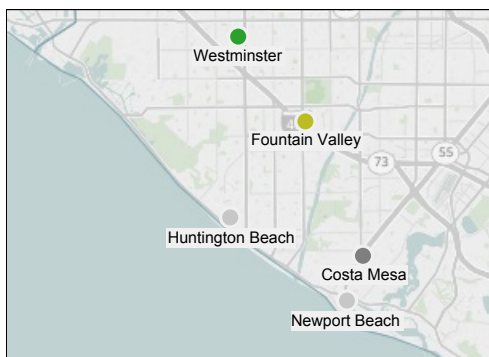 Westminster
Fountain Valley
73
55
Huntington Beach
Costa Mesa
Newport Beach